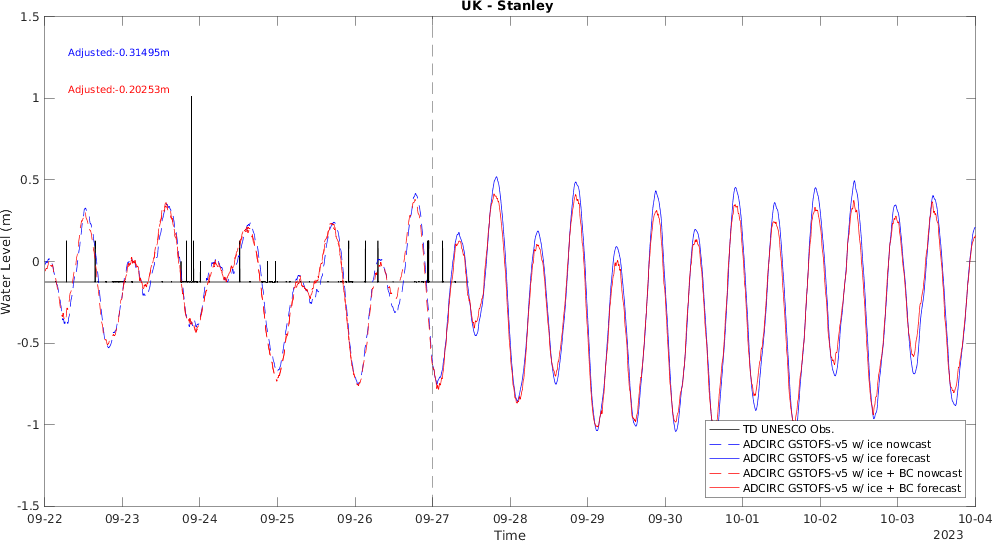 UK - Stanley
1.5
1
0.5
0
-0.5
-1
-1.5
Water Level (m)
Adjusted:-0.31495m
Adjusted:-0.20253m
TD UNESCO Obs.
ADCIRC GSTOFS-v5 w/ ice nowcast
ADCIRC GSTOFS-v5 w/ ice forecast
ADCIRC GSTOFS-v5 w/ ice + BC nowcast
ADCIRC GSTOFS-v5 w/ ice + BC forecast
09-22 09-23 09-24 09-25 09-26 09-27 09-28 09-29 09-30 10-01 10-02 10-03 10-04
Time
2023